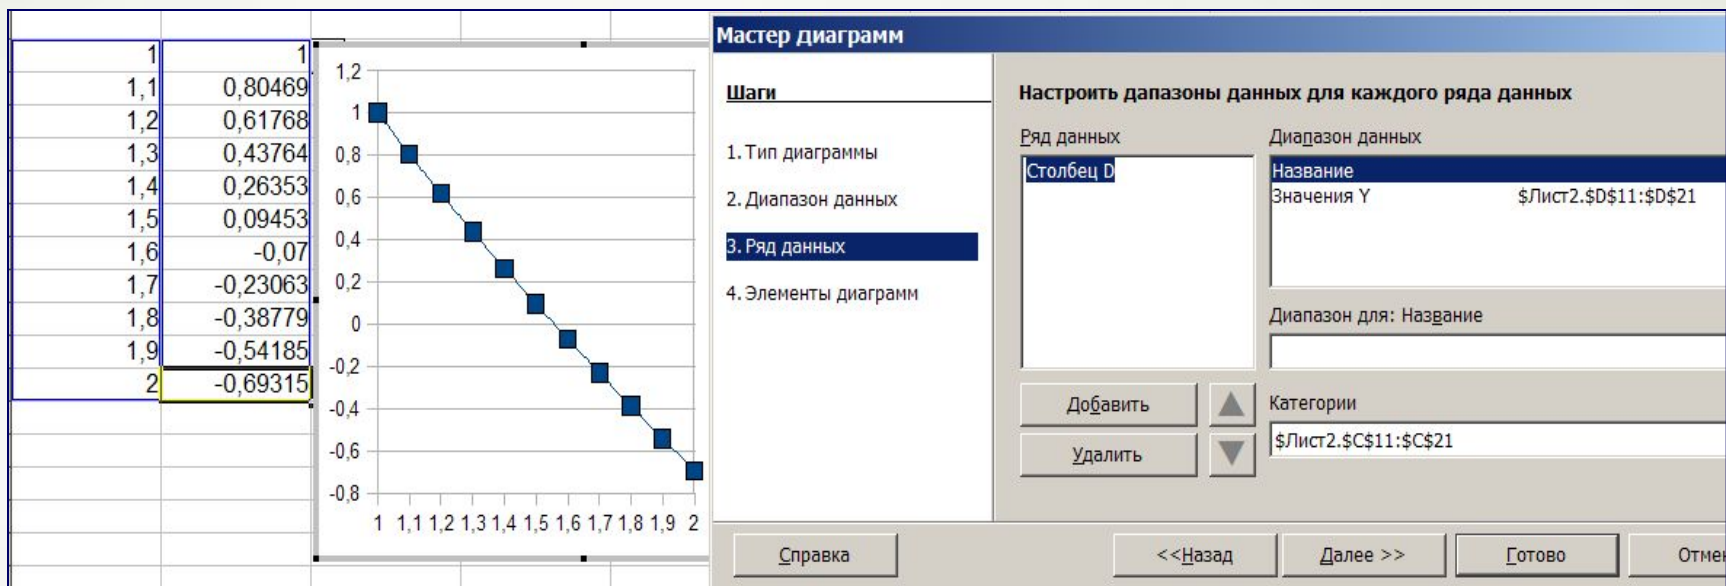 1 1
1,1 0,80469
1,2 0,61768
1,3 0,43764
1,4 0,26353
1,5 0,09453
1,6 -0,07
1,7 -0,23063
1,8 -0,38779
1,9 -0,54185
2 -0,69315
1,2
1
0,8
0,6
0,4
0,2
0
-0,2
-0,4
-0,6
-0,8
1 1,1 1,2 1,3 1,4 1,5 1,6 1,7 1,8 1,9 2
Мастер диаграмм
Шаги
1. Тип диаграммы
2. Диапазон данных
3. Ряд данных
4. Элементы диаграмм
Настроить дапазоны данных для каждого ряда данных
Ряд данных
Столбец D
Диапазон данных
Название
Значения Y $Лист2.$D$11:$D$21
Диапазон для: Название
Добавить
Удалить
Категории
$Лист2.$C$11:$C$21
Справка <<Назад Далее >> Готово